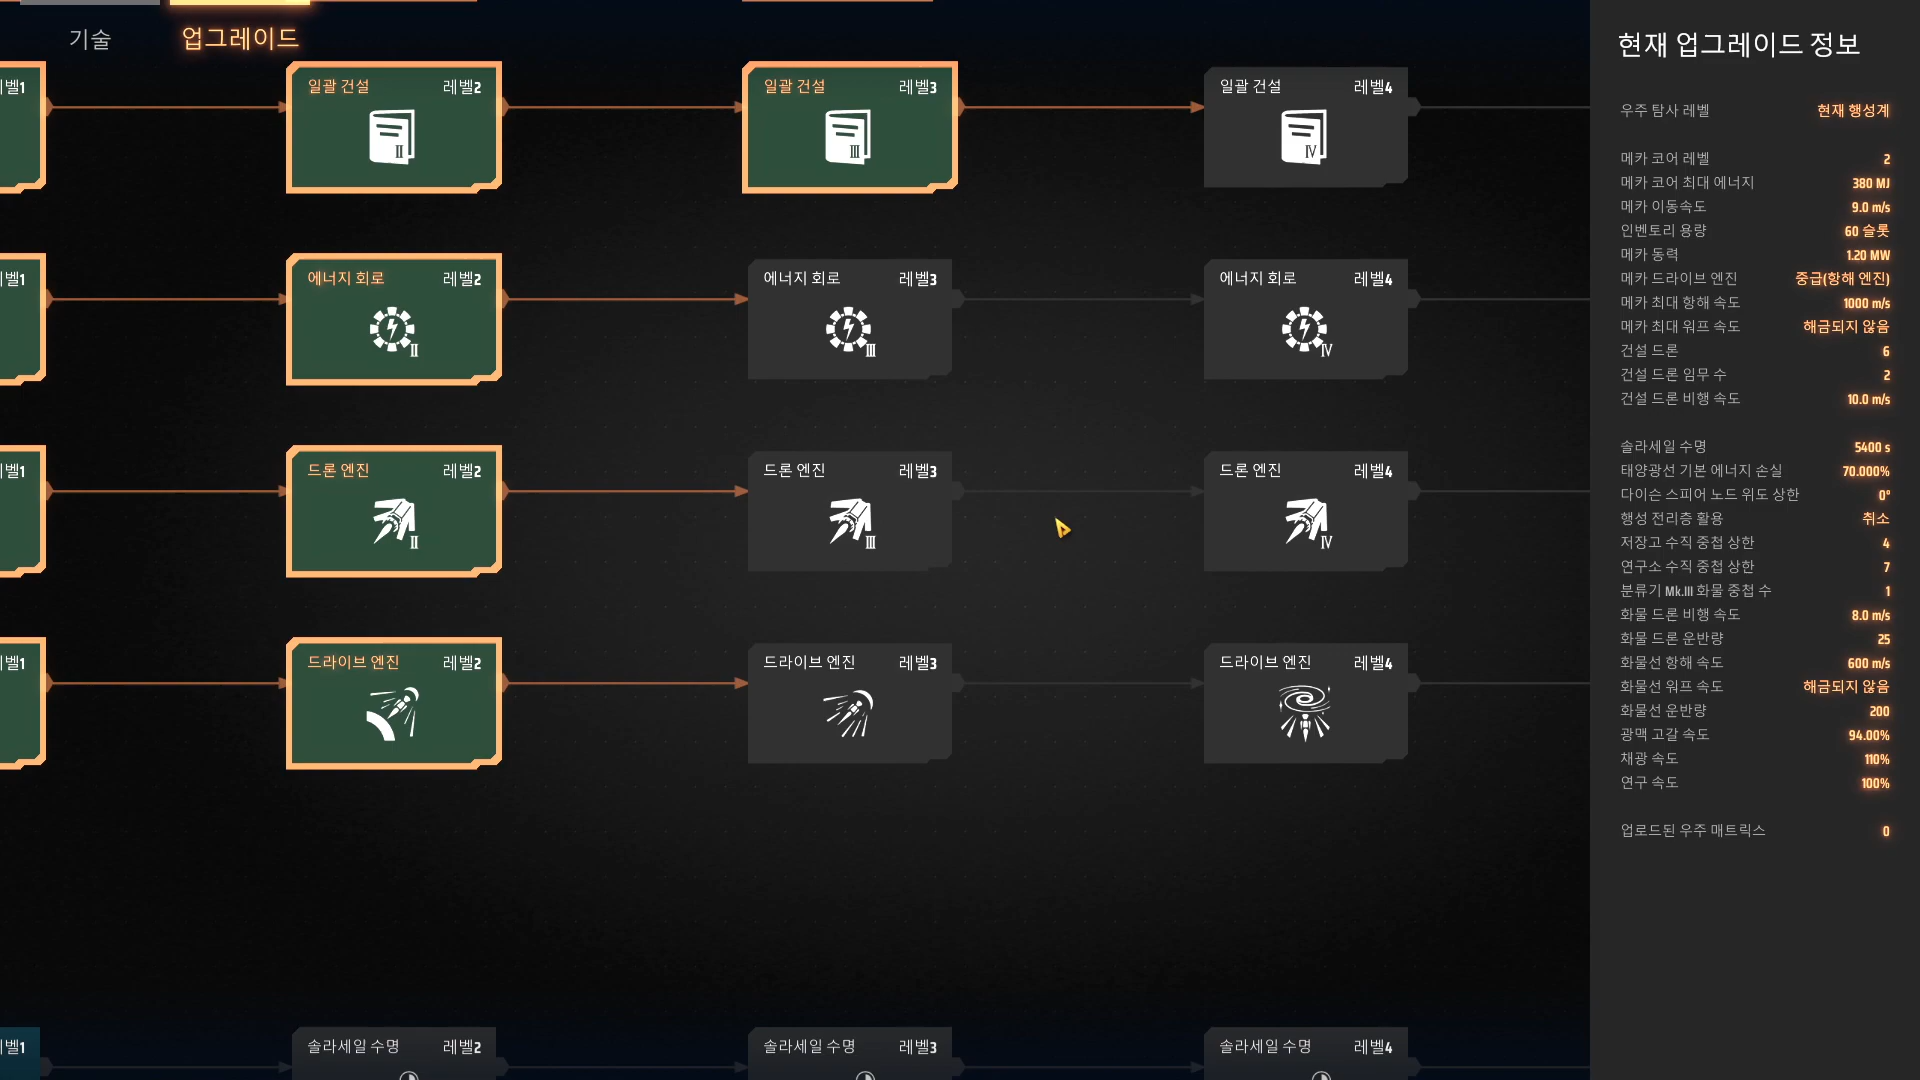 기술
업그레이드
레벨1
일괄 건설 레벨2
II
일괄 건설 레벨3
III
일괄 건설 레벨4
IV
레벨1
에너지 회로 레벨2
II
에너지 회로 레벨3
III
에너지 회로 레벨4
IV
레벨1
드론 엔진 레벨2
II
드론 엔진 레벨3
III
드론 엔진 레벨4
IV
레벨1
드라이브 엔진 레벨2
드라이브 엔진 레벨3
드라이브 엔진 레벨4
레벨1
솔라세일 수명 레벨2
솔라세일 수명 레벨3
솔라세일 수명 레벨4
현재 업그레이드 정보
우주 탐사 레벨 현재 행성계
메카 코어 레벨 2
메카 코어 최대 에너지 380 MJ
메카 이동속도 9.0 m/s
인벤토리 용량 60 슬롯
메카 동력 1.20 MW
메카 드라이브 엔진 중급(항해 엔진)
메카 최대 항해 속도 1000 m/s
메카 최대 워프 속도 해금되지 않음
건설 드론 6
건설 드론 임무 수 2
건설 드론 비행 속도 10.0 m/s
솔라세일 수명 5400 s
태양광선 기본 에너지 손실 70.000%
다이슨 스피어 노드 위도 상한 0°
행성 전리층 활용 취소
저장고 수직 중첩 상한 4
연구소 수직 중첩 상한 7
분류기 Mk.III 화물 중첩 수 1
화물 드론 비행 속도 8.0 m/s
화물 드론 운반량 25
화물선 항해 속도 600 m/s
화물선 워프 속도 해금되지 않음
화물선 운반량 200
광맥 고갈 속도 94.00%
채광 속도 110%
연구 속도 100%
업로드된 우주 매트릭스 0